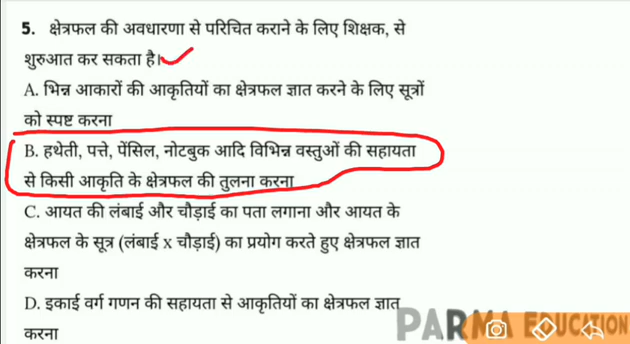 5. क्षेत्रफल की अवधारणा से परिचित कराने के लिए शिक्षक, से
शुरुआत कर सकता है।
A. भिन्न आकारों की आकृतियों का क्षेत्रफल ज्ञात करने के लिए सूत्रों
को स्पष्ट करना
B. हथेती, पत्ते, पेंसिल, नोटबुक आदि विभिन्न वस्तुओं की सहायता
से किसी आकृति के क्षेत्रफल की तुलना करना
C. आयत की लंबाई और चौड़ाई का पता लगाना और आयत के
क्षेत्रफल के सूत्र (लंबाई x चौड़ाई) का प्रयोग करते हुए क्षेत्रफल ज्ञात
करना
D. इकाई वर्ग गणन की सहायता से आकृतियों का क्षेत्रफल ज्ञात
करना
PARMA EDUCATION